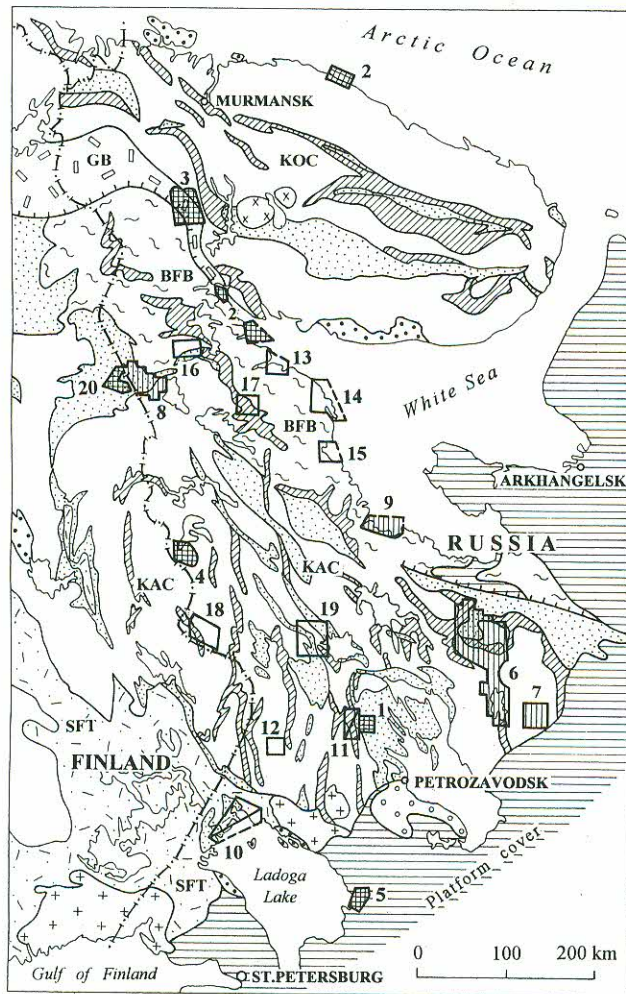 Arctic Ocean
2
MURMANSK
GB
KOC
3
BFB
2
13
16
20
8
17
14
White Sea
BFB
15
ARKHANGELSK
9
RUSSIA
4
KAC
KAC
18
19
6
7
SFT
1
FINLAND
12
11
PETROZAVODSK
10
SFT
Ladoga
Lake
5
Platform cover
0 100 200 km
Gulf of Finland
ST.PETERSBURG